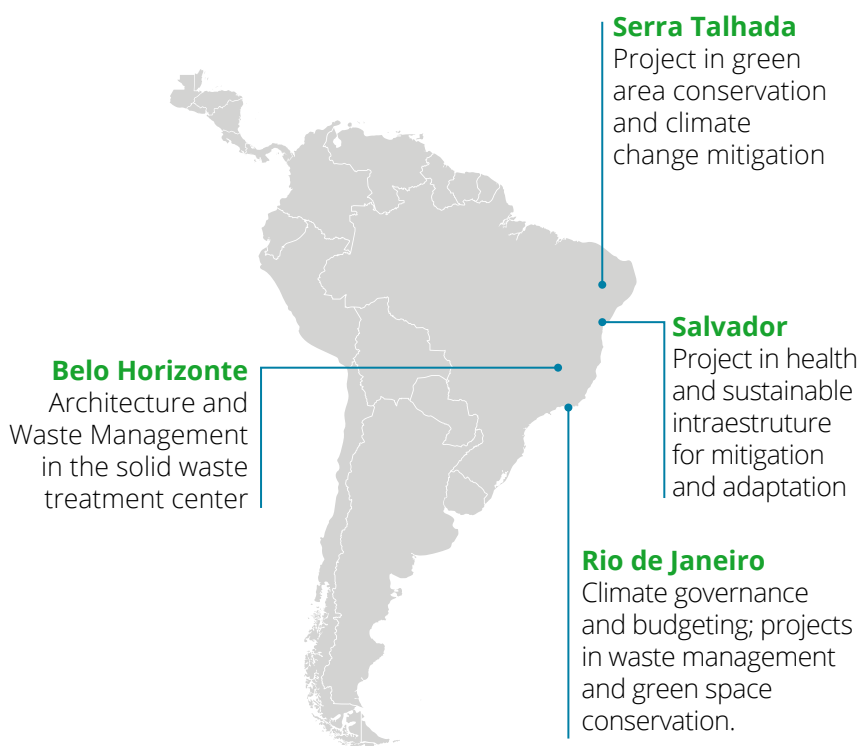 Serra Talhada
Project in green
area conservation
and climate
change mitigation
Salvador
Project in health
and sustainable
intraestruture
for mitigation
and adaptation
Belo Horizonte
Architecture and
Waste Management
in the solid waste
treatment center
Rio de Janeiro
Climate governance
and budgeting; projects
in waste management
and green space
conservation.